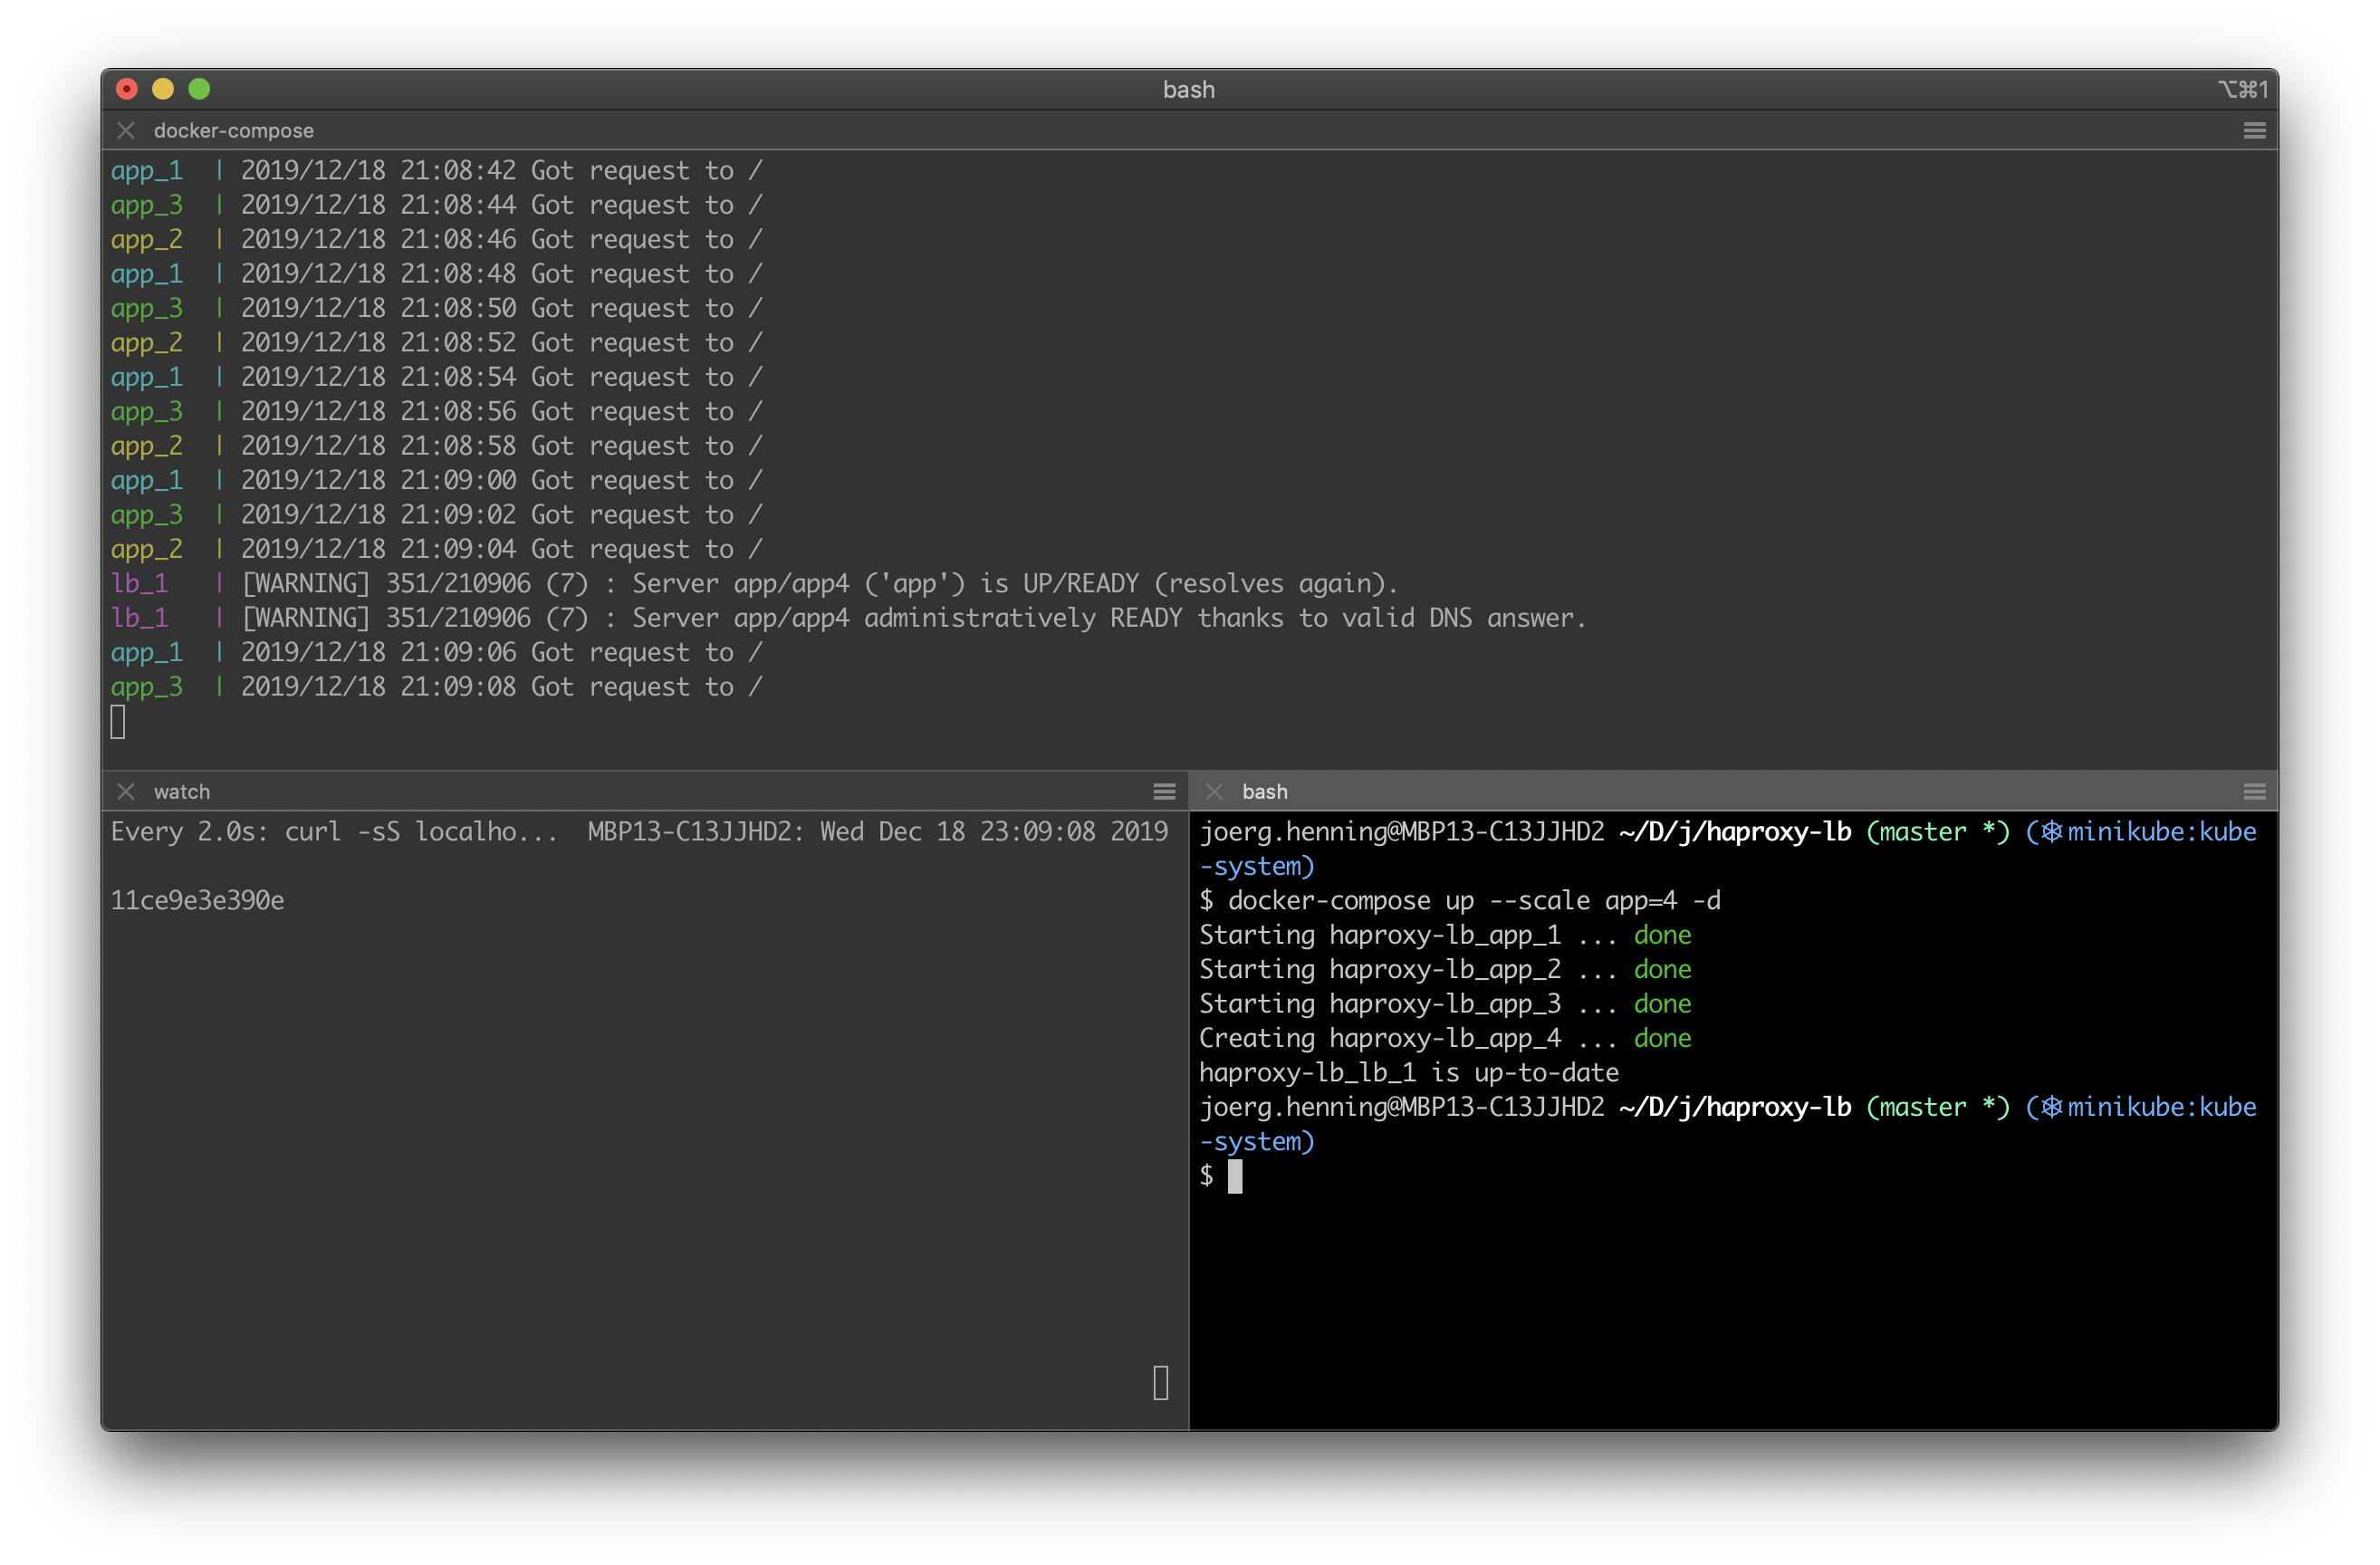 bash ⌥⌘1
docker-compose
app_1 | 2019/12/18 21:08:42 Got request to /
app_3 | 2019/12/18 21:08:44 Got request to /
app_2 | 2019/12/18 21:08:46 Got request to /
app_1 | 2019/12/18 21:08:48 Got request to /
app_3 | 2019/12/18 21:08:50 Got request to /
app_2 | 2019/12/18 21:08:52 Got request to /
app_1 | 2019/12/18 21:08:54 Got request to /
app_3 | 2019/12/18 21:08:56 Got request to /
app_2 | 2019/12/18 21:08:58 Got request to /
app_1 | 2019/12/18 21:09:00 Got request to /
app_3 | 2019/12/18 21:09:02 Got request to /
app_2 | 2019/12/18 21:09:04 Got request to /
lb_1 | [WARNING] 351/210906 (7) : Server app/app4 ('app') is UP/READY (resolves again).
lb_1 | [WARNING] 351/210906 (7) : Server app/app4 administratively READY thanks to valid DNS answer.
app_1 | 2019/12/18 21:09:06 Got request to /
app_3 | 2019/12/18 21:09:08 Got request to /
watch
Every 2.0s: curl -sS localho... MBP13-C13JJHD2: Wed Dec 18 23:09:08 2019
11ce9e3e390e
bash
joerg.henning@MBP13-C13JJHD2 ~/D/j/haproxy-lb (master *) (⎈minikube:kube
-system)
$ docker-compose up --scale app=4 -d
Starting haproxy-lb_app_1 ... done
Starting haproxy-lb_app_2 ... done
Starting haproxy-lb_app_3 ... done
Creating haproxy-lb_app_4 ... done
haproxy-lb_lb_1 is up-to-date
joerg.henning@MBP13-C13JJHD2 ~/D/j/haproxy-lb (master *) (⎈minikube:kube
-system)
$